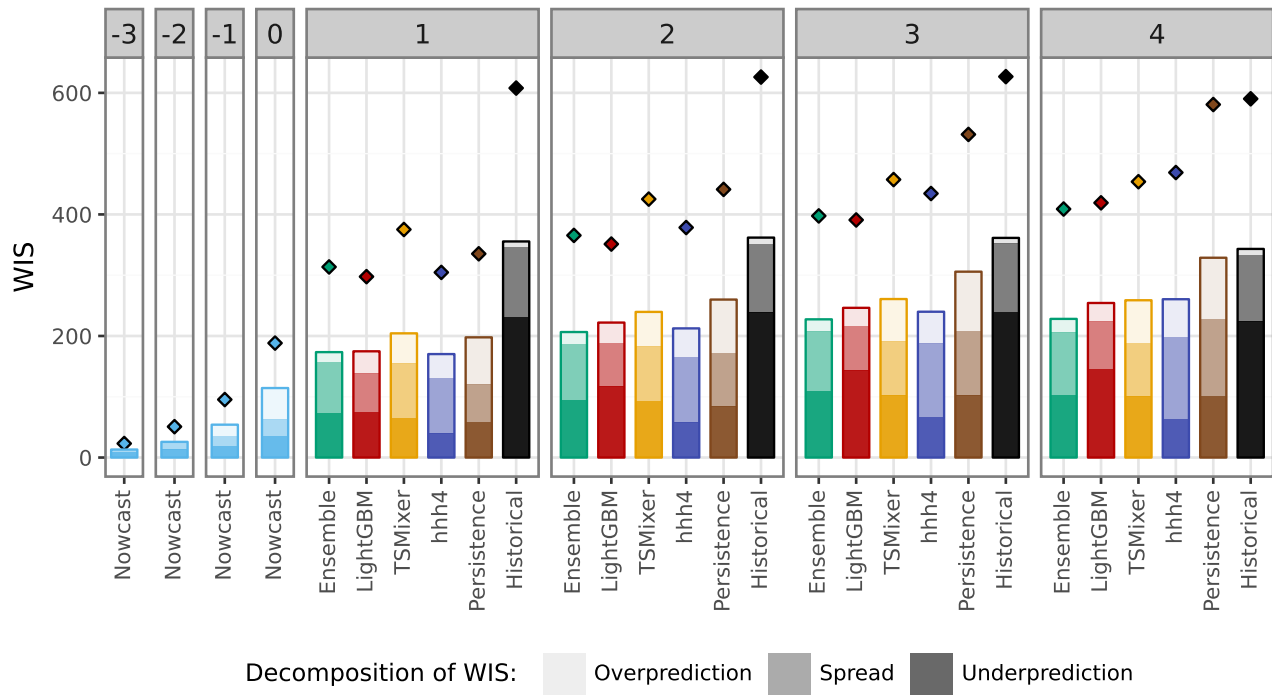 -3 -2 -1 0 1 2 3 4
WIS
600
400
200
0
Nowcast Nowcast Nowcast Nowcast Ensemble LightGBM TSMixer hhh4 Persistence Historical Ensemble LightGBM TSMixer hhh4 Persistence Historical Ensemble LightGBM TSMixer hhh4 Persistence Historical Ensemble LightGBM TSMixer hhh4 Persistence Historical
Decomposition of WIS: Overprediction Spread Underprediction